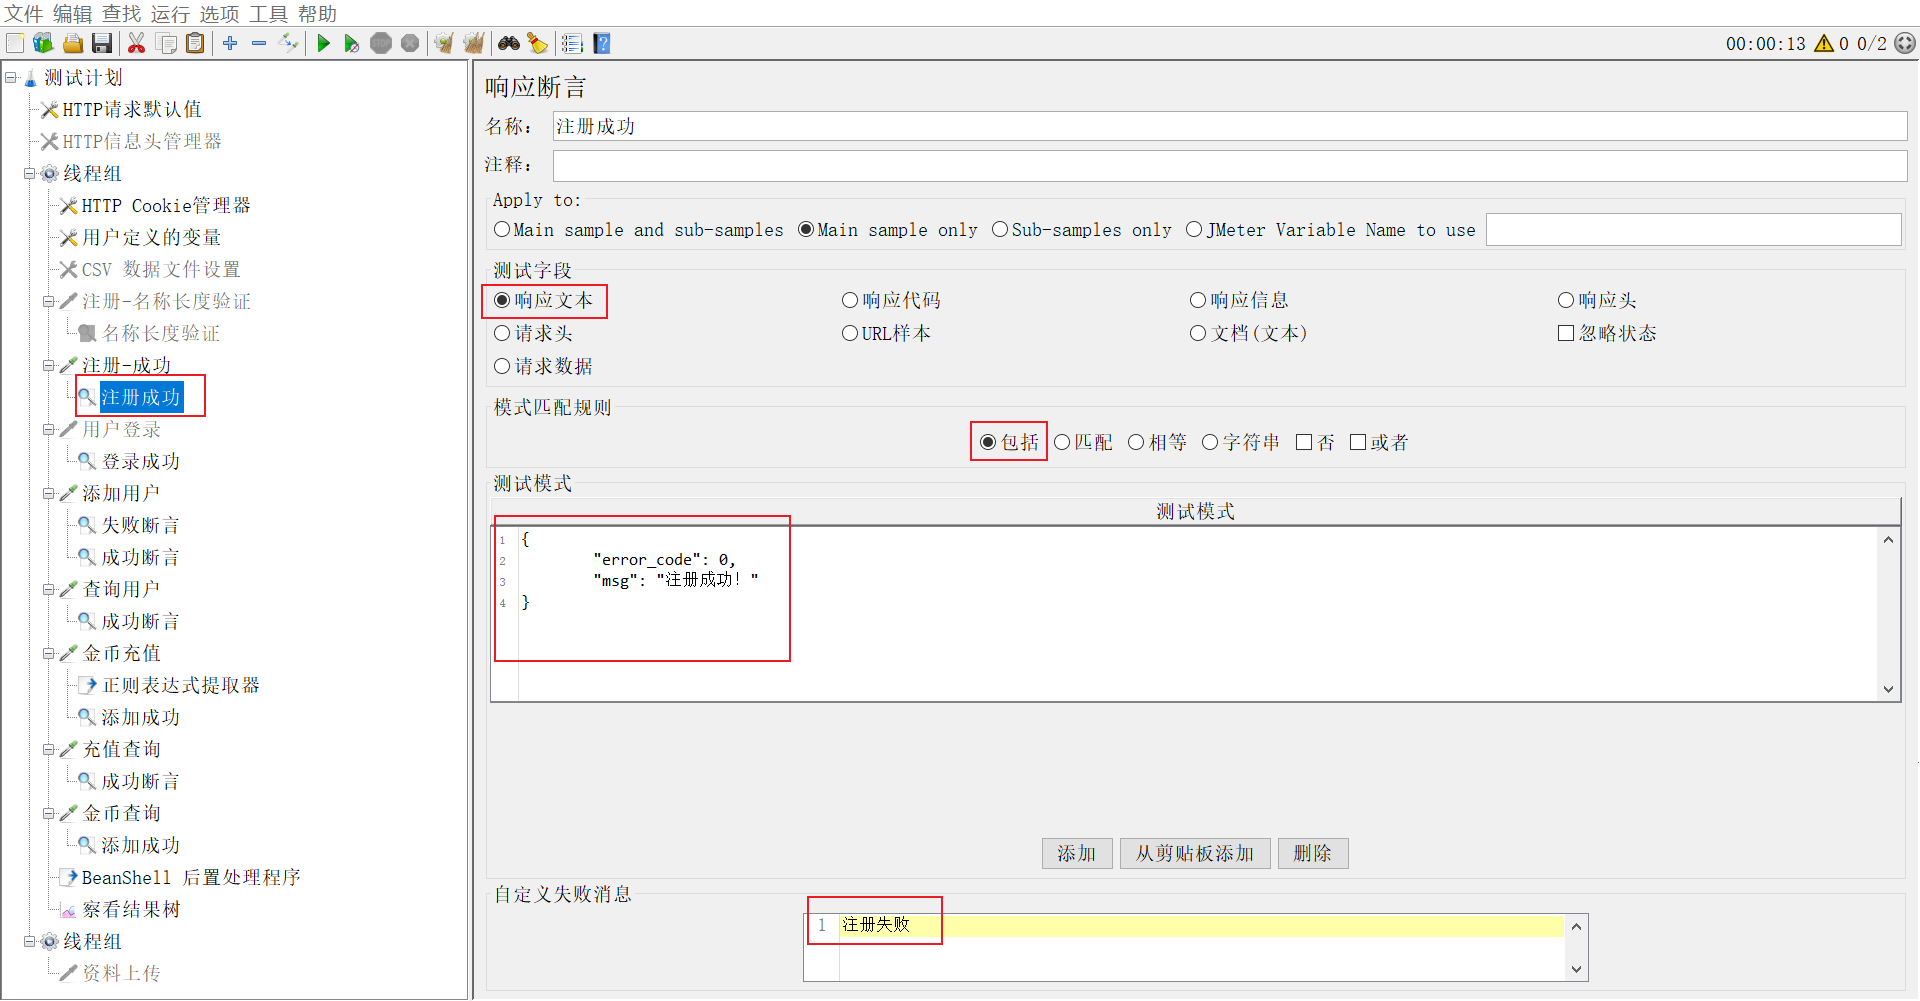 文件 编辑 查找 运行 选项 工具 帮助
00:00:13 0 0/2
测试计划
HTTP请求默认值
HTTP信息头管理器
线程组
HTTP Cookie管理器
用户定义的变量
CSV 数据文件设置
注册-名称长度验证
名称长度验证
注册-成功
注册成功
用户登录
登录成功
添加用户
失败断言
成功断言
查询用户
成功断言
金币充值
正则表达式提取器
添加成功
充值查询
成功断言
金币查询
添加成功
BeanShell 后置处理程序
察看结果树
线程组
资料上传
响应断言
名称： 注册成功
注释：
Apply to:
Main sample and sub-samples Main sample only Sub-samples only JMeter Variable Name to use
测试字段
响应文本 响应代码 响应信息 响应头
请求头 URL样本 文档(文本) 忽略状态
请求数据
模式匹配规则
包括 匹配 相等 字符串 否 或者
测试模式
测试模式
1 {
2 "error_code": 0,
3 "msg": "注册成功！"
4 }
添加 从剪贴板添加 删除
自定义失败消息
1 注册失败